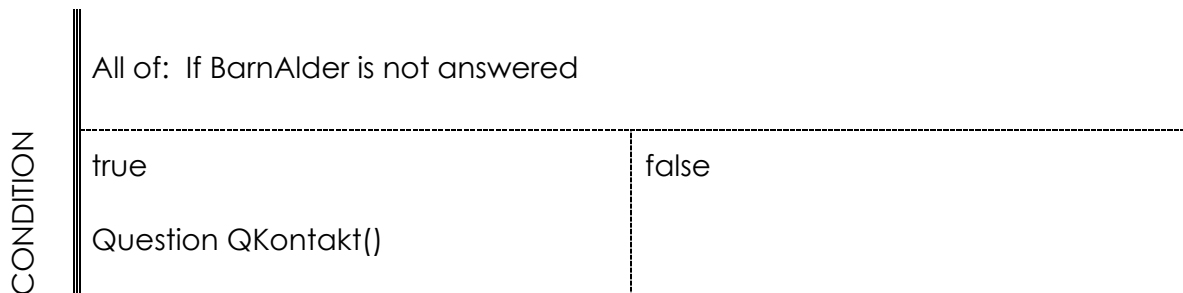 CONDITION
All of: If BarnAlder is not answered
true
false
Question QKontakt()